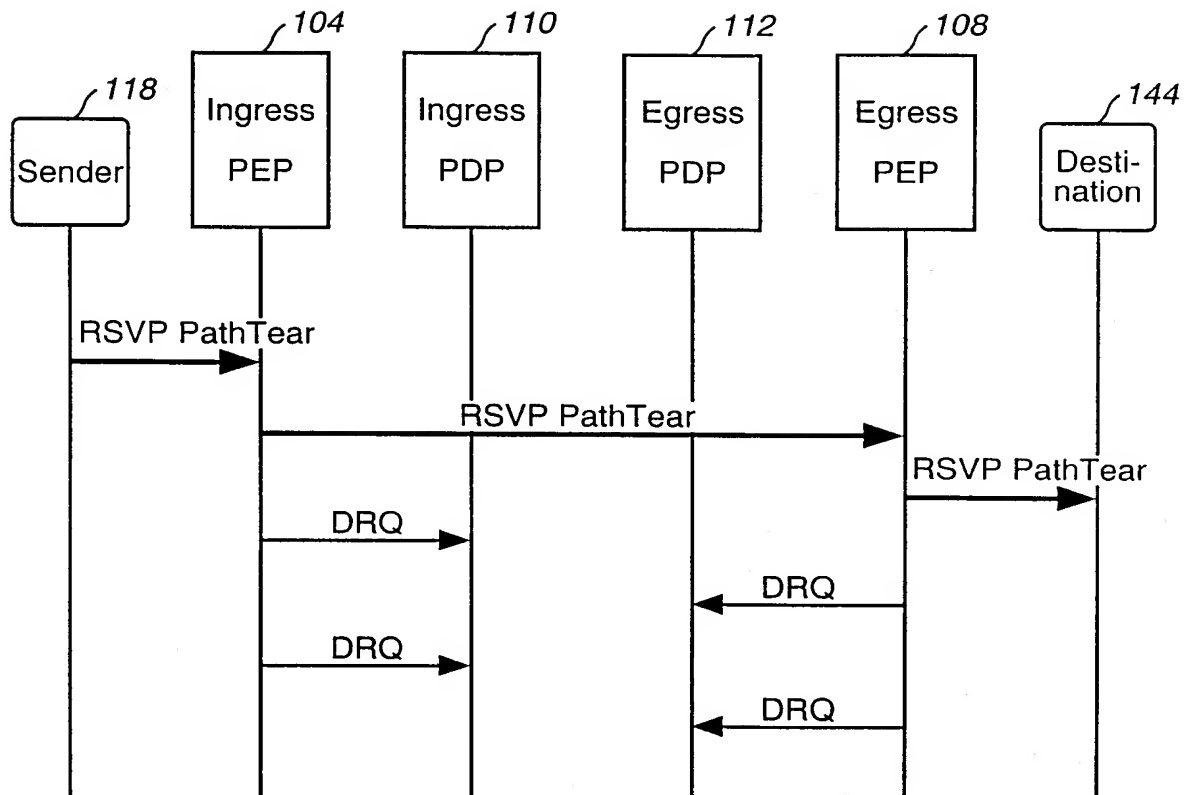 104
110
112
108
118
144
Sender
Ingress
PEP
Ingress
PDP
Egress
PDP
Egress
PEP
Desti-
nation
RSVP PathTear
RSVP PathTear
RSVP PathTear
DRQ
DRQ
DRQ
DRQ